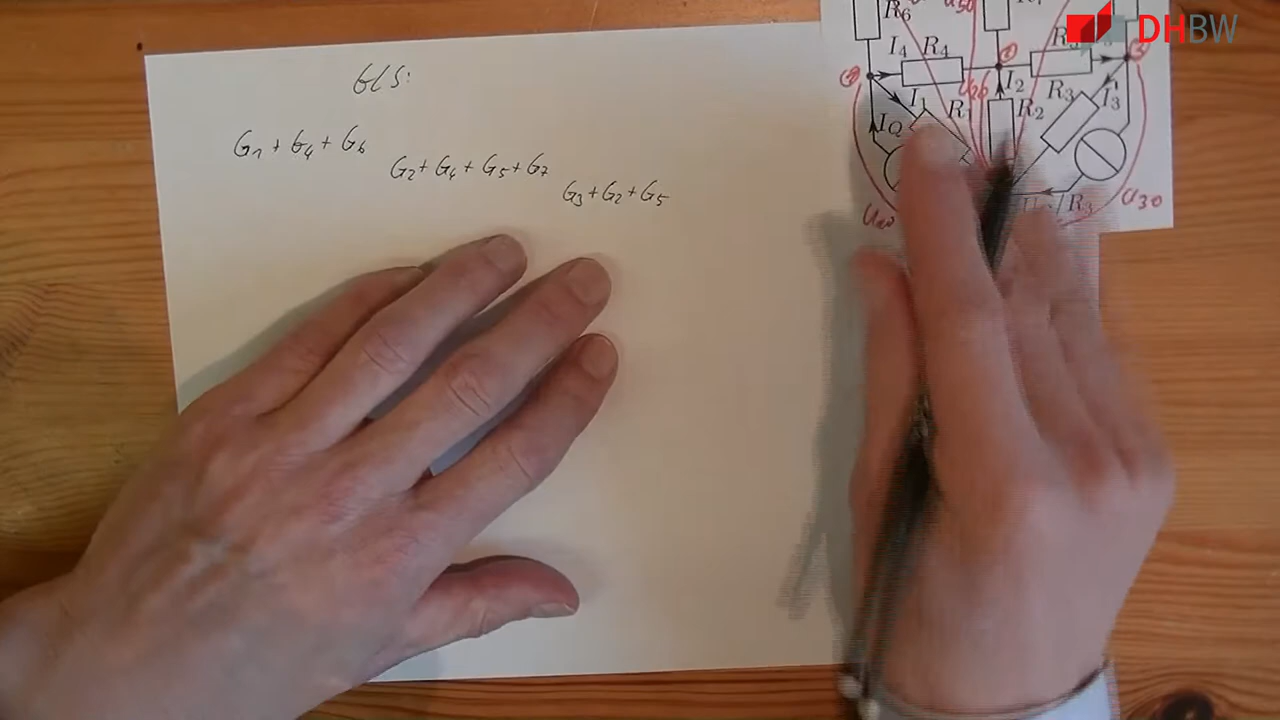 GLS:
G₁ + G₄ + G₆
G₂ + G₄ + G₅ + G₇
G₃ + G₂ + G₅
DHBW
R₆
I₄ R₄
I₁ R₁
I₂
R₂
R₃ I₃'
I_Q
U₃₀